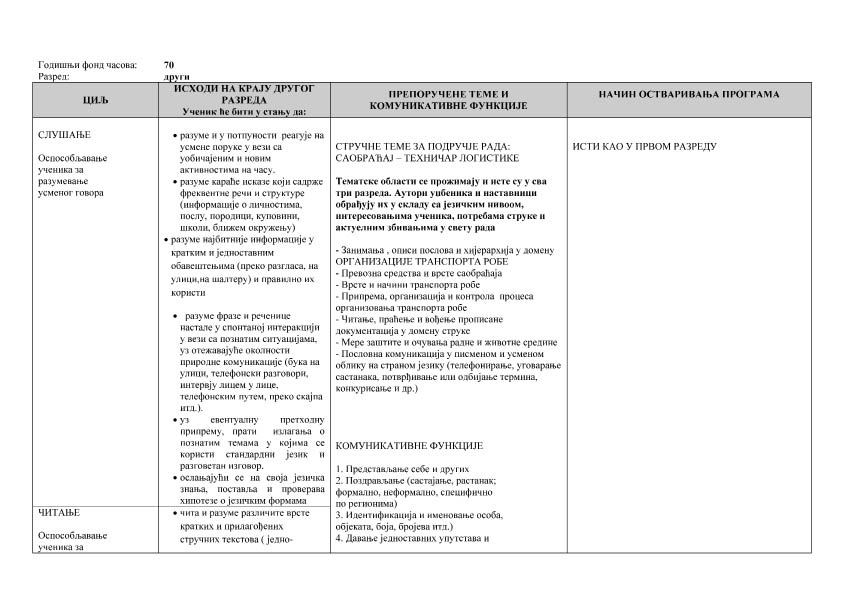 Годишњи фонд часова: 70
Разред: други
ЦИЉ
ИСХОДИ НА КРАЈУ ДРУГОГ
РАЗРЕДА
Ученик ће бити у стању да:
ПРЕПОРУЧЕНЕ ТЕМЕ И
КОМУНИКАТИВНЕ ФУНКЦИЈЕ
НАЧИН ОСТВАРИВАЊА ПРОГРАМА
СЛУШАЊЕ
Оспособљавање
ученика за
разумевање
усменог говора
• разуме и у потпуности реагује на
усмене поруке у вези са
уобичајеним и новим
активностима на часу.
• разуме караће исказе који садрже
фреквентне речи и структуре
(информације о личностима,
послу, породици, куповини,
школи, ближем окружењу)
• разуме најбитније информације у
кратким и једноставним
обавештењима (преко разгласа, на
улици,на шалтеру) и правилно их
користи
• разуме фразе и реченице
настале у спонтаној интеракцији
у вези са познатим ситуацијама,
уз отежавајуће околности
природне комуникације (бука на
улици, телефонски разговори,
интервју лицем у лице,
телефонским путем, преко скајпа
итд.).
• уз евентуалну претходну
припрему, прати излагања о
познатим темама у којима се
користи стандардни језик и
разговетан изговор.
• ослањајући се на своја језичка
знања, поставља и проверава
хипотезе о језичким формама
СТРУЧНЕ ТЕМЕ ЗА ПОДРУЧЈЕ РАДА:
САОБРАЋАЈ – ТЕХНИЧАР ЛОГИСТИКЕ
Тематске области се прожимају и исте су у сва
три разреда. Аутори уџбеника и наставници
обрађују их у складу са језичким нивоом,
интересовањима ученика, потребама струке и
актуелним збивањима у свету рада
- Занимања , описи послова и хијерархија у домену
ОРГАНИЗАЦИЈЕ ТРАНСПОРТА РОБЕ
- Превозна средства и врсте саобраћаја
- Врсте и начини транспорта робе
- Припрема, организација и контрола процеса
организовања транспорта робе
- Читање, праћење и вођење прописане
документација у домену струке
- Мере заштите и очувања радне и животне средине
- Пословна комуникација у писменом и усменом
облику на страном језику (телефонирање, уговарање
састанака, потврђивање или одбијање термина,
конкурисање и др.)
КОМУНИКАТИВНЕ ФУНКЦИЈЕ
1. Представљање себе и других
2. Поздрављање (састајање, растанак;
формално, неформално, специфично
по регионима)
3. Идентификација и именовање особа,
објеката, боја, бројева итд.)
4. Давање једноставних упутстава и
ИСТИ КАО У ПРВОМ РАЗРЕДУ
ЧИТАЊЕ
Оспособљавање
ученика за
• чита и разуме различите врсте
кратких и прилагођених
стручних текстова ( једно-